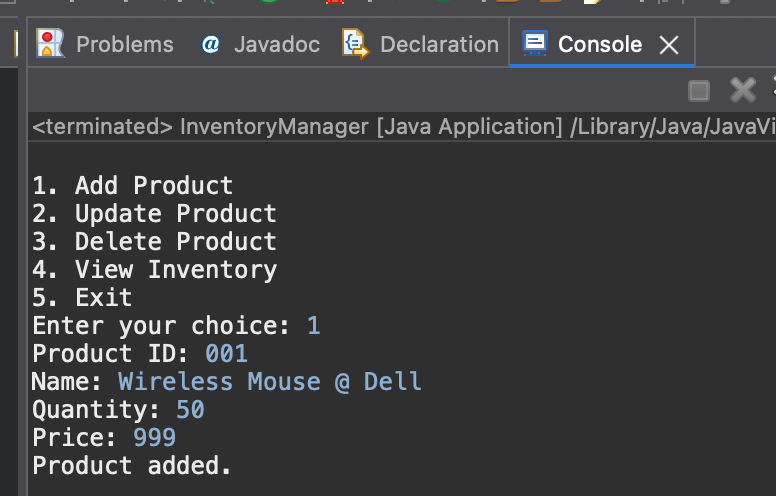 Problems @ Javadoc Declaration Console
<terminated> InventoryManager [Java Application] /Library/Java/JavaVi
1. Add Product
2. Update Product
3. Delete Product
4. View Inventory
5. Exit
Enter your choice: 1
Product ID: 001
Name: Wireless Mouse @ Dell
Quantity: 50
Price: 999
Product added.